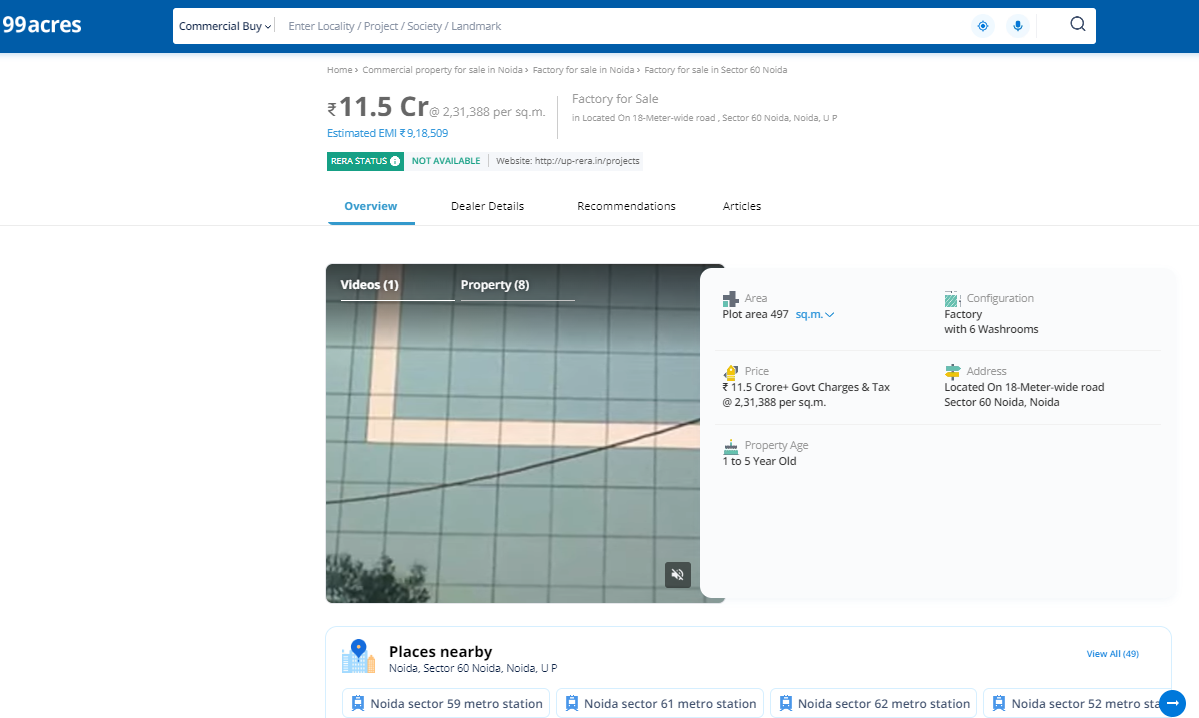 99acres
Commercial Buy
Enter Locality / Project / Society / Landmark
Home › Commercial property for sale in Noida › Factory for sale in Noida › Factory for sale in Sector 60 Noida
₹11.5 Cr @ 2,31,388 per sq.m.
Estimated EMI ₹9,18,509
Factory for Sale
in Located On 18-Meter-wide road , Sector 60 Noida, Noida, U P
RERA STATUS i NOT AVAILABLE Website: http://up-rera.in/projects
Overview Dealer Details Recommendations Articles
Videos (1) Property (8)
Area
Plot area 497 sq.m.
Configuration
Factory
with 6 Washrooms
Price
₹ 11.5 Crore+ Govt Charges & Tax
@ 2,31,388 per sq.m.
Address
Located On 18-Meter-wide road
Sector 60 Noida, Noida
Property Age
1 to 5 Year Old
Places nearby
Noida, Sector 60 Noida, Noida, U P
View All (49)
Noida sector 59 metro station
Noida sector 61 metro station
Noida sector 62 metro station
Noida sector 52 metro sta